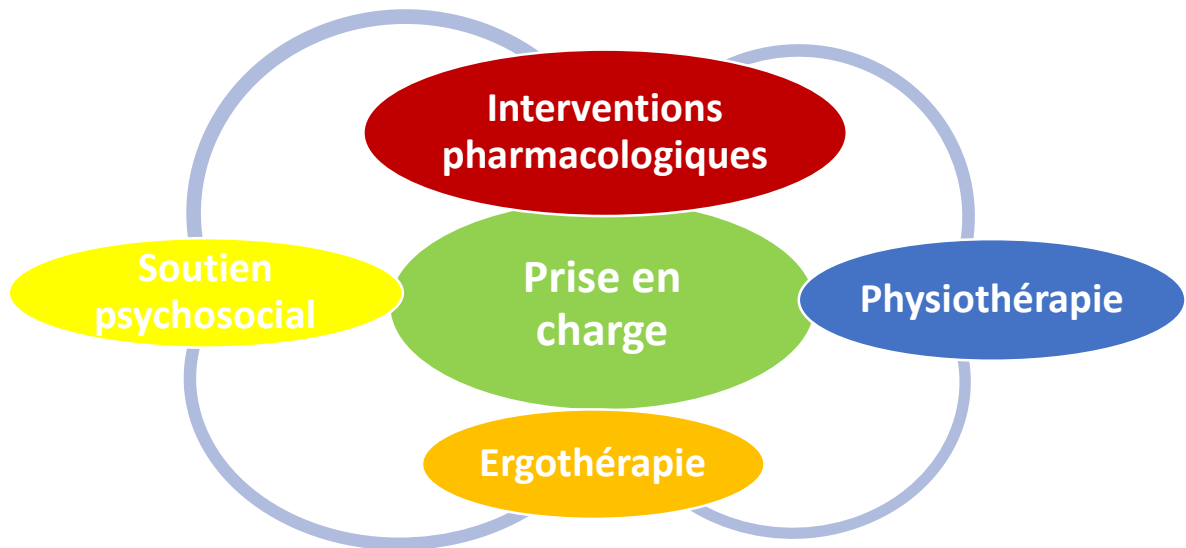 Interventions
pharmacologiques
Soutien
psychosocial
Prise en
charge
Physiothérapie
Ergothérapie